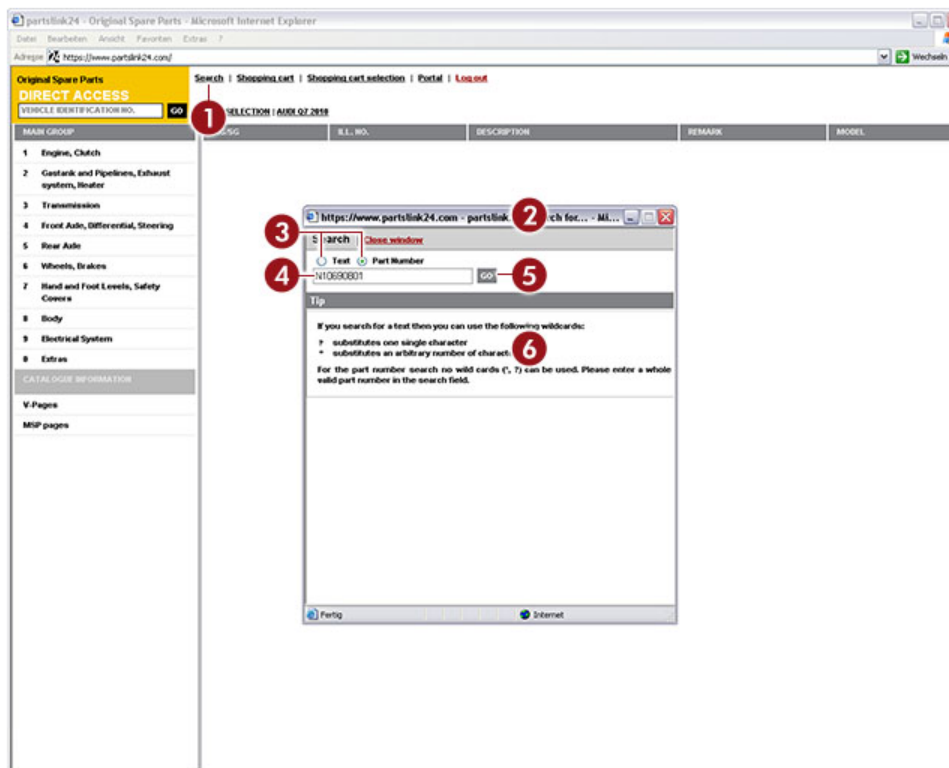 partslink24 - Original Spare Parts - Microsoft Internet Explorer
Datei Bearbeiten Ansicht Favoriten Extras ?
Adresse https://www.partslink24.com/ Wechseln
Original Spare Parts
DIRECT ACCESS
VEHICLE IDENTIFICATION NO. GO
Search | Shopping cart | Shopping cart selection | Portal | Log out
1
SELECTION | AUDI Q7 2010
MAIN GROUP
/SG ILL. NO. DESCRIPTION REMARK MODEL
1 Engine, Clutch
2 Gastank and Pipelines, Exhaust
system, Heater
3 Transmission
4 Front Axle, Differential, Steering
5 Rear Axle
6 Wheels, Brakes
7 Hand and Foot Levels, Safety
Covers
8 Body
9 Electrical System
0 Extras
CATALOGUE INFORMATION
V-Pages
MSP pages
https://www.partslink24.com - partslink 2 ch for... - Mi...
S arch | Close window
3 Text Part Number
4 N10690801 GO 5
Tip
If you search for a text then you can use the following wildcards:
? substitutes one single character
* substitutes an arbitrary number of charact 6
For the part number search no wild cards (*, ?) can be used. Please enter a whole
valid part number in the search field.
Fertig Internet